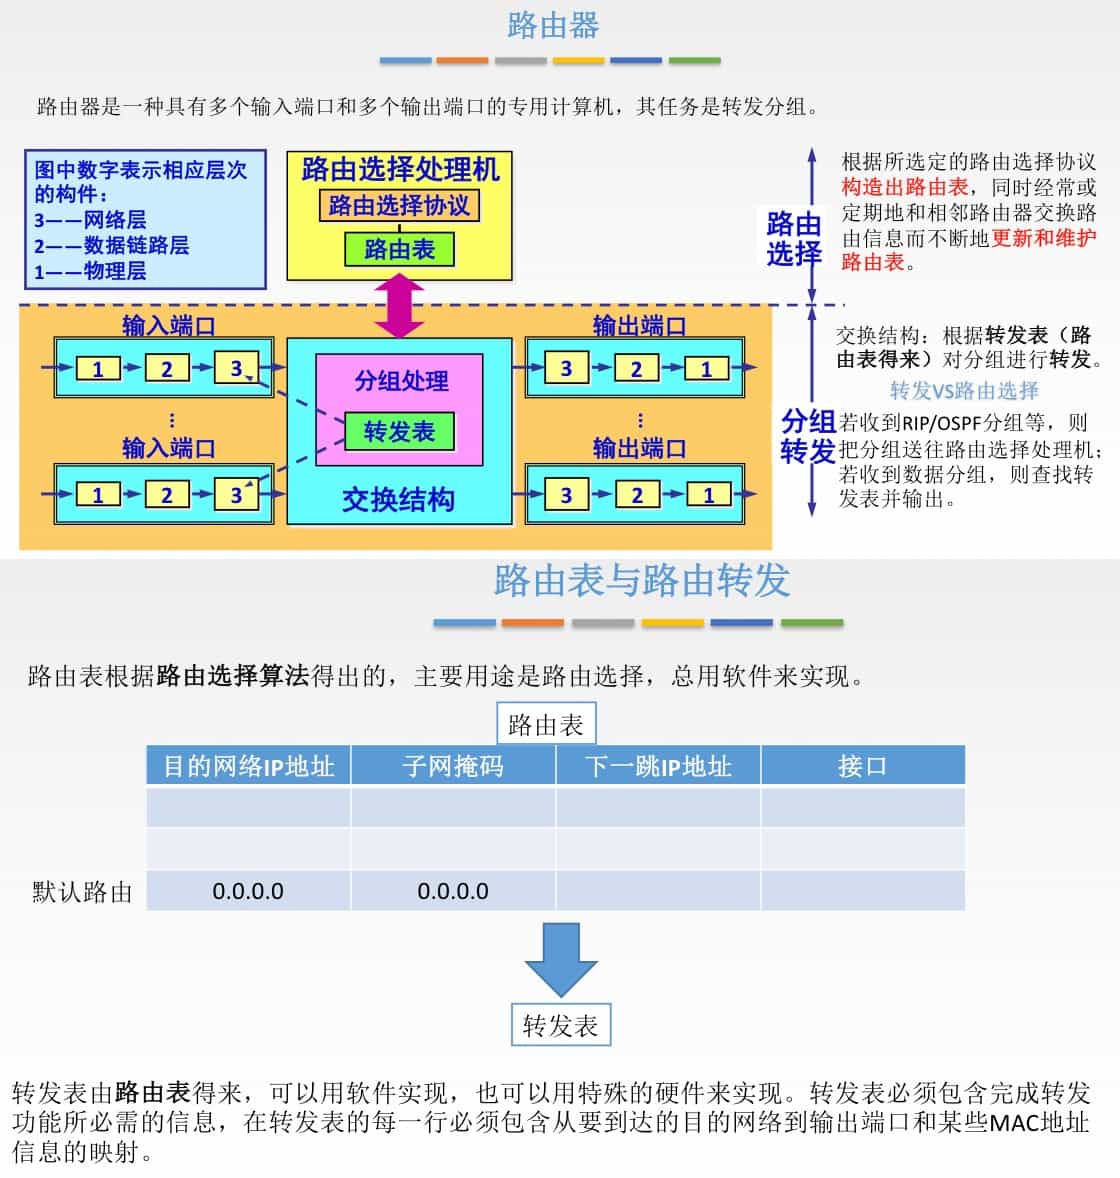 路由器
路由器是一种具有多个输入端口和多个输出端口的专用计算机，其任务是转发分组。
图中数字表示相应层次
的构件：
3——网络层
2——数据链路层
1——物理层
路由选择处理机
路由选择协议
路由表
路由
选择
根据所选定的路由选择协议
构造出路由表，同时经常或
定期地和相邻路由器交换路
由信息而不断地更新和维护
路由表。
输入端口
1
2
3
⋮
输入端口
1
2
3
分组处理
转发表
交换结构
输出端口
3
2
1
⋮
输出端口
3
2
1
分组
转发
交换结构：根据转发表（路
由表得来）对分组进行转发。
转发VS路由选择
若收到RIP/OSPF分组等，则
把分组送往路由选择处理机；
若收到数据分组，则查找转
发表并输出。
路由表与路由转发
路由表根据路由选择算法得出的，主要用途是路由选择，总用软件来实现。
路由表
目的网络IP地址 子网掩码 下一跳IP地址 接口
默认路由 0.0.0.0 0.0.0.0
转发表
转发表由路由表得来，可以用软件实现，也可以用特殊的硬件来实现。转发表必须包含完成转发
功能所必需的信息，在转发表的每一行必须包含从要到达的目的网络到输出端口和某些MAC地址
信息的映射。